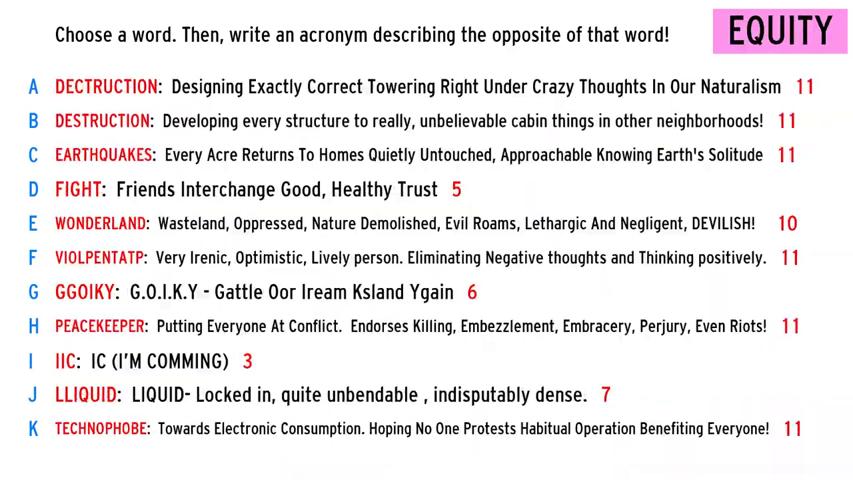 Choose a word. Then, write an acronym describing the opposite of that word!
EQUITY
A DECTRUCTION: Designing Exactly Correct Towering Right Under Crazy Thoughts In Our Naturalism 11
B DESTRUCTION: Developing every structure to really, unbelievable cabin things in other neighborhoods! 11
C EARTHQUAKES: Every Acre Returns To Homes Quietly Untouched, Approachable Knowing Earth's Solitude 11
D FIGHT: Friends Interchange Good, Healthy Trust 5
E WONDERLAND: Wasteland, Oppressed, Nature Demolished, Evil Roams, Lethargic And Negligent, DEVILISH! 10
F VIOLPENTATP: Very Irenic, Optimistic, Lively person. Eliminating Negative thoughts and Thinking positively. 11
G GGOIKY: G.O.I.K.Y - Gattle Oor Iream Ksland Ygain 6
H PEACEKEEPER: Putting Everyone At Conflict. Endorses Killing, Embezzlement, Embracery, Perjury, Even Riots! 11
I IIC: IC (I'M COMMING) 3
J LLIQUID: LIQUID- Locked in, quite unbendable , indisputably dense. 7
K TECHNOPHOBE: Towards Electronic Consumption. Hoping No One Protests Habitual Operation Benefiting Everyone! 11